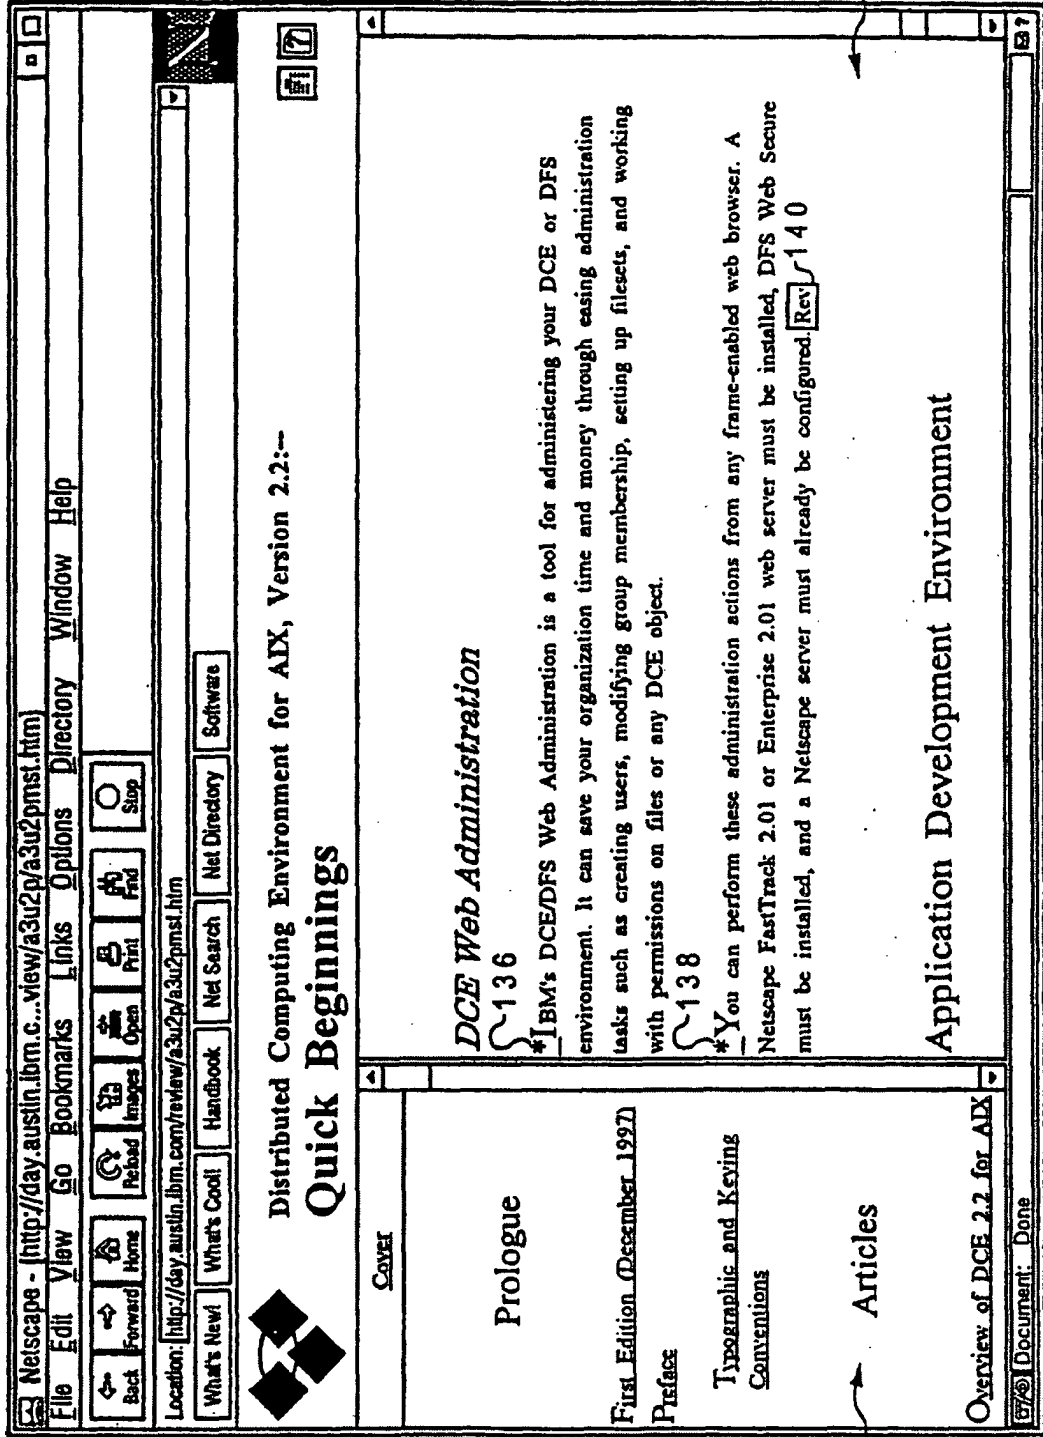 Netscape - [http://day.austin.ibm.c...view/a3u2p/a3u2pmst.htm]
File Edit View Go Bookmarks Links Options Directory Window Help
Back Forward Home Reload Images Open Print Find Stop
Location: http://day.austin.ibm.com/review/a3u2p/a3u2pmst.htm
What's New! What's Cool! Handbook Net Search Net Directory Software
Distributed Computing Environment for AIX, Version 2.2:--
Quick Beginnings
?
Cover
Prologue
First Edition (December 1997)
Preface
Typographic and Keying
Conventions
Articles
Overview of DCE 2.2 for AIX
DCE Web Administration
136
*IBM's DCE/DFS Web Administration is a tool for administering your DCE or DFS
environment. It can save your organization time and money through easing administration
tasks such as creating users, modifying group membership, setting up filesets, and working
with permissions on files or any DCE object.
138
*You can perform these administration actions from any frame-enabled web browser. A
Netscape FastTrack 2.01 or Enterprise 2.01 web server must be installed, DFS Web Secure
must be installed, and a Netscape server must already be configured. Rev 140
Application Development Environment
Document: Done
?